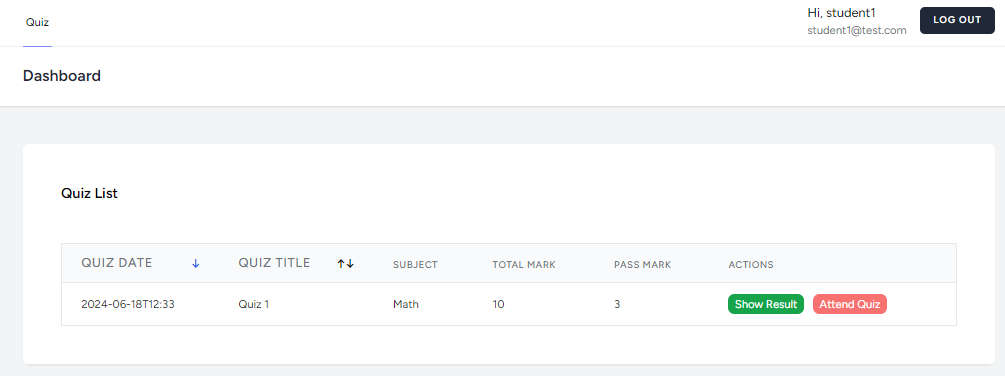 Quiz
Hi, student1
student1@test.com
LOG OUT
Dashboard
Quiz List
QUIZ DATE ↓ QUIZ TITLE ↑↓ SUBJECT TOTAL MARK PASS MARK ACTIONS
2024-06-18T12:33 Quiz 1 Math 10 3 Show Result Attend Quiz